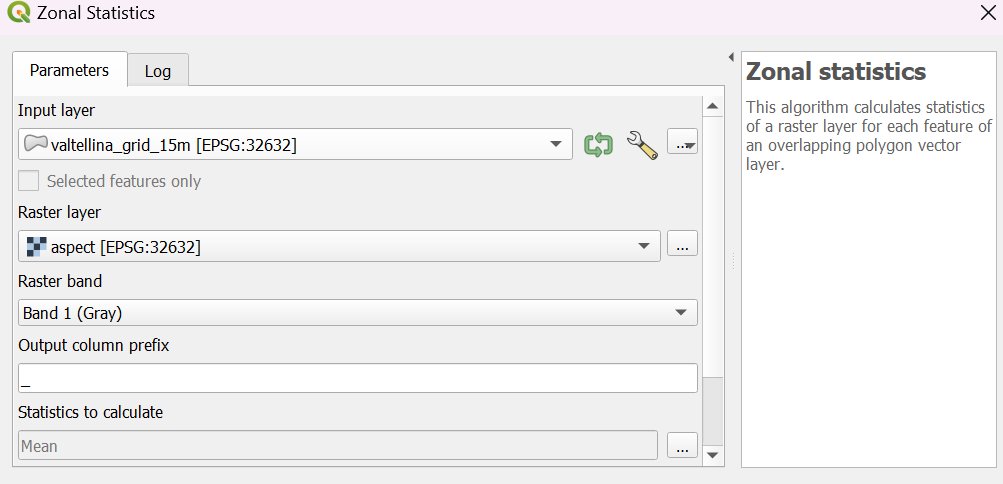 Zonal Statistics
Parameters
Log
Input layer
valtellina_grid_15m [EPSG:32632]
...
Selected features only
Raster layer
aspect [EPSG:32632]
...
Raster band
Band 1 (Gray)
Output column prefix
_
Statistics to calculate
Mean
...
Zonal statistics
This algorithm calculates statistics
of a raster layer for each feature of
an overlapping polygon vector
layer.